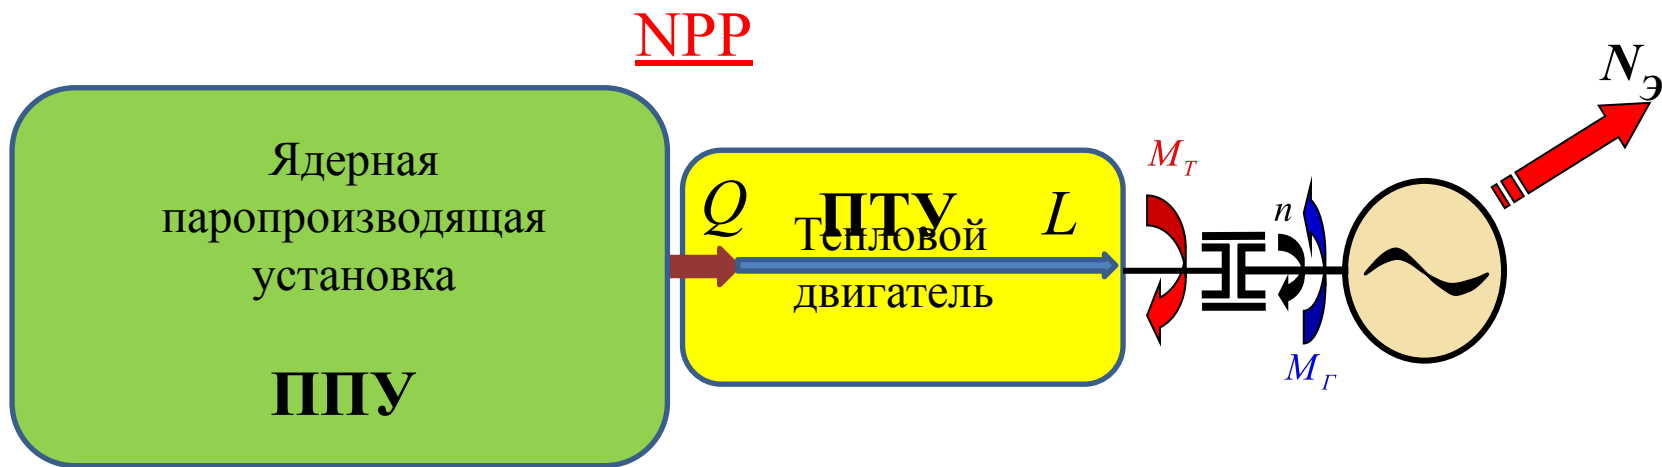 NPP
Ядерная
паропроизводящая
установка
ППУ
Q
ПТУ
L
Тепловой
двигатель
M_T
n
M_Г
N_Э